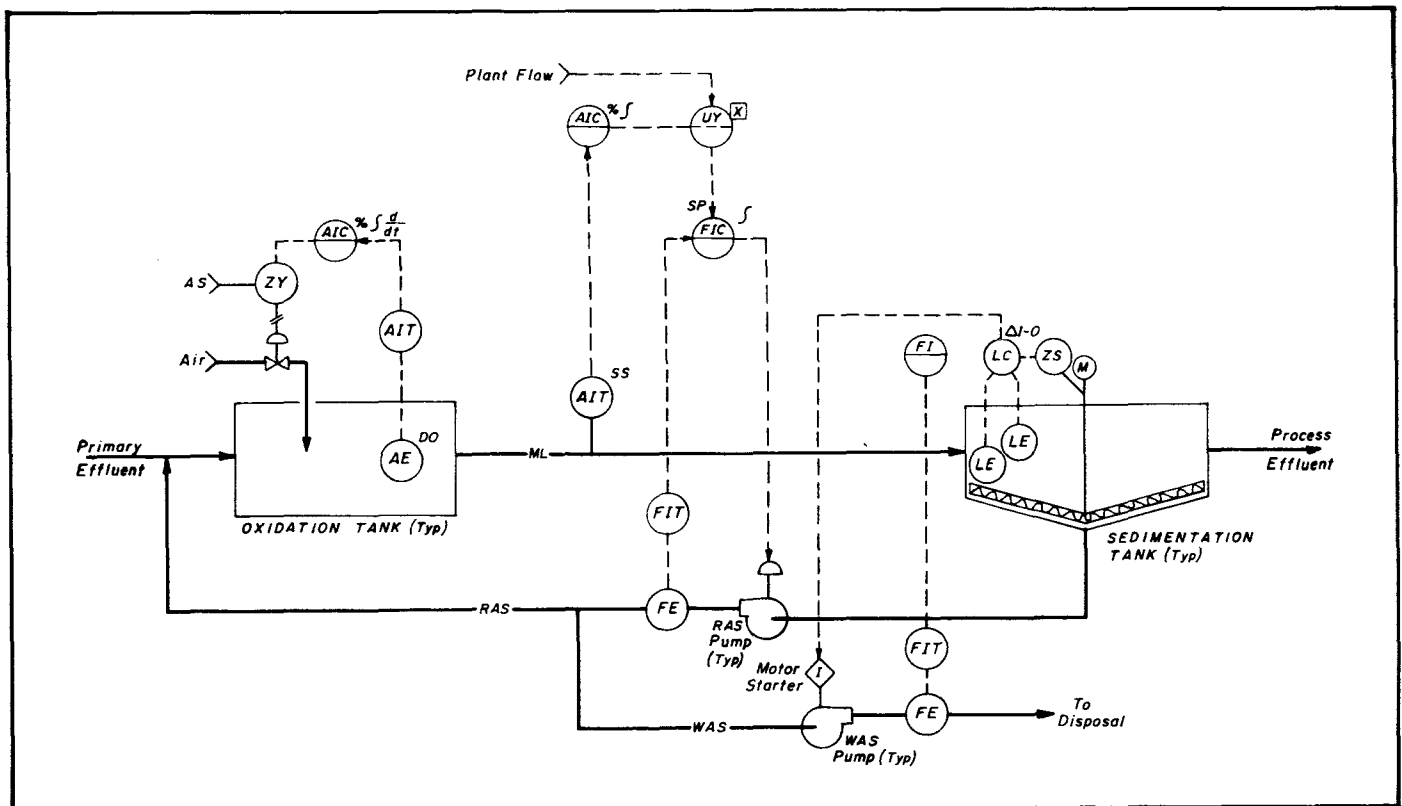 Plant Flow
AIC
% ∫
UY
X
SP
FIC
∫
AIC
% ∫ d/dt
AS
ZY
AIT
Air
SS
AIT
FI
ΔI-O
LC
ZS
M
DO
AE
LE
LE
Primary
Effluent
ML
Process
Effluent
OXIDATION TANK (Typ)
FIT
SEDIMENTATION
TANK (Typ)
RAS
FE
RAS
Pump
(Typ)
FIT
Motor
Starter
I
WAS
FE
To
Disposal
WAS
Pump (Typ)